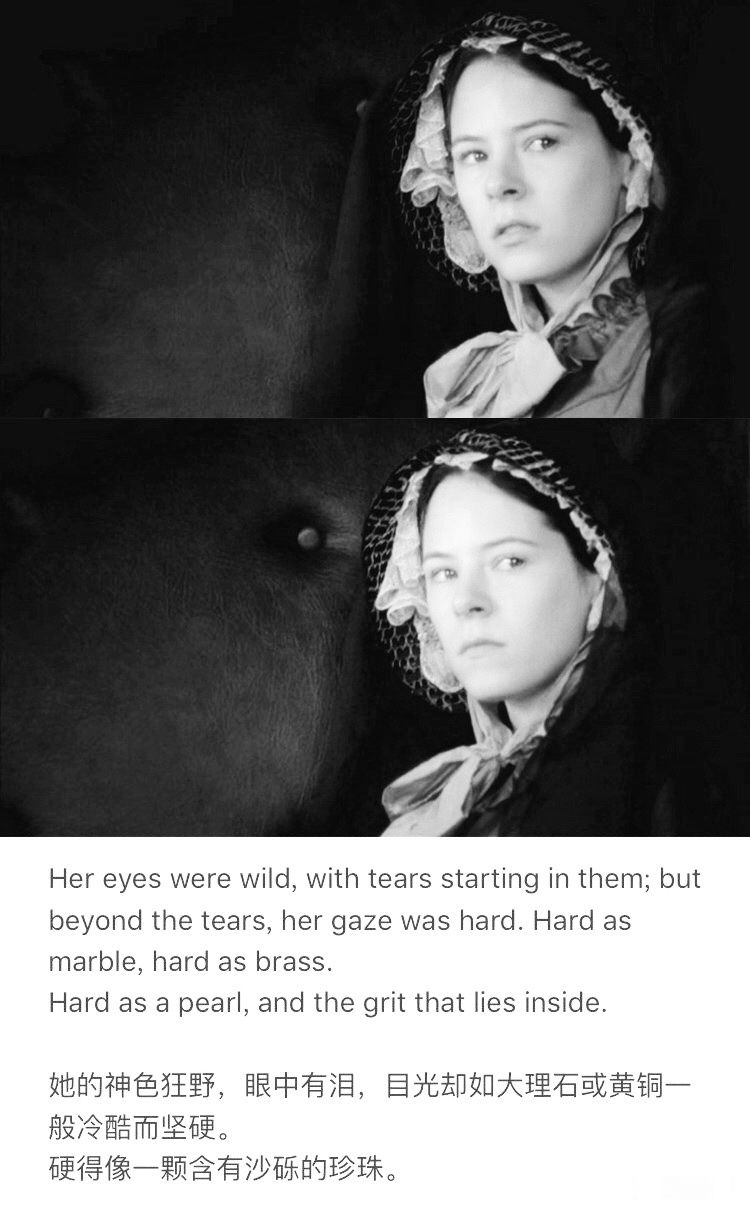 Her eyes were wild, with tears starting in them; but
beyond the tears, her gaze was hard. Hard as
marble, hard as brass.
Hard as a pearl, and the grit that lies inside.
她的神色狂野，眼中有泪，目光却如大理石或黄铜一
般冷酷而坚硬。
硬得像一颗含有沙砾的珍珠。